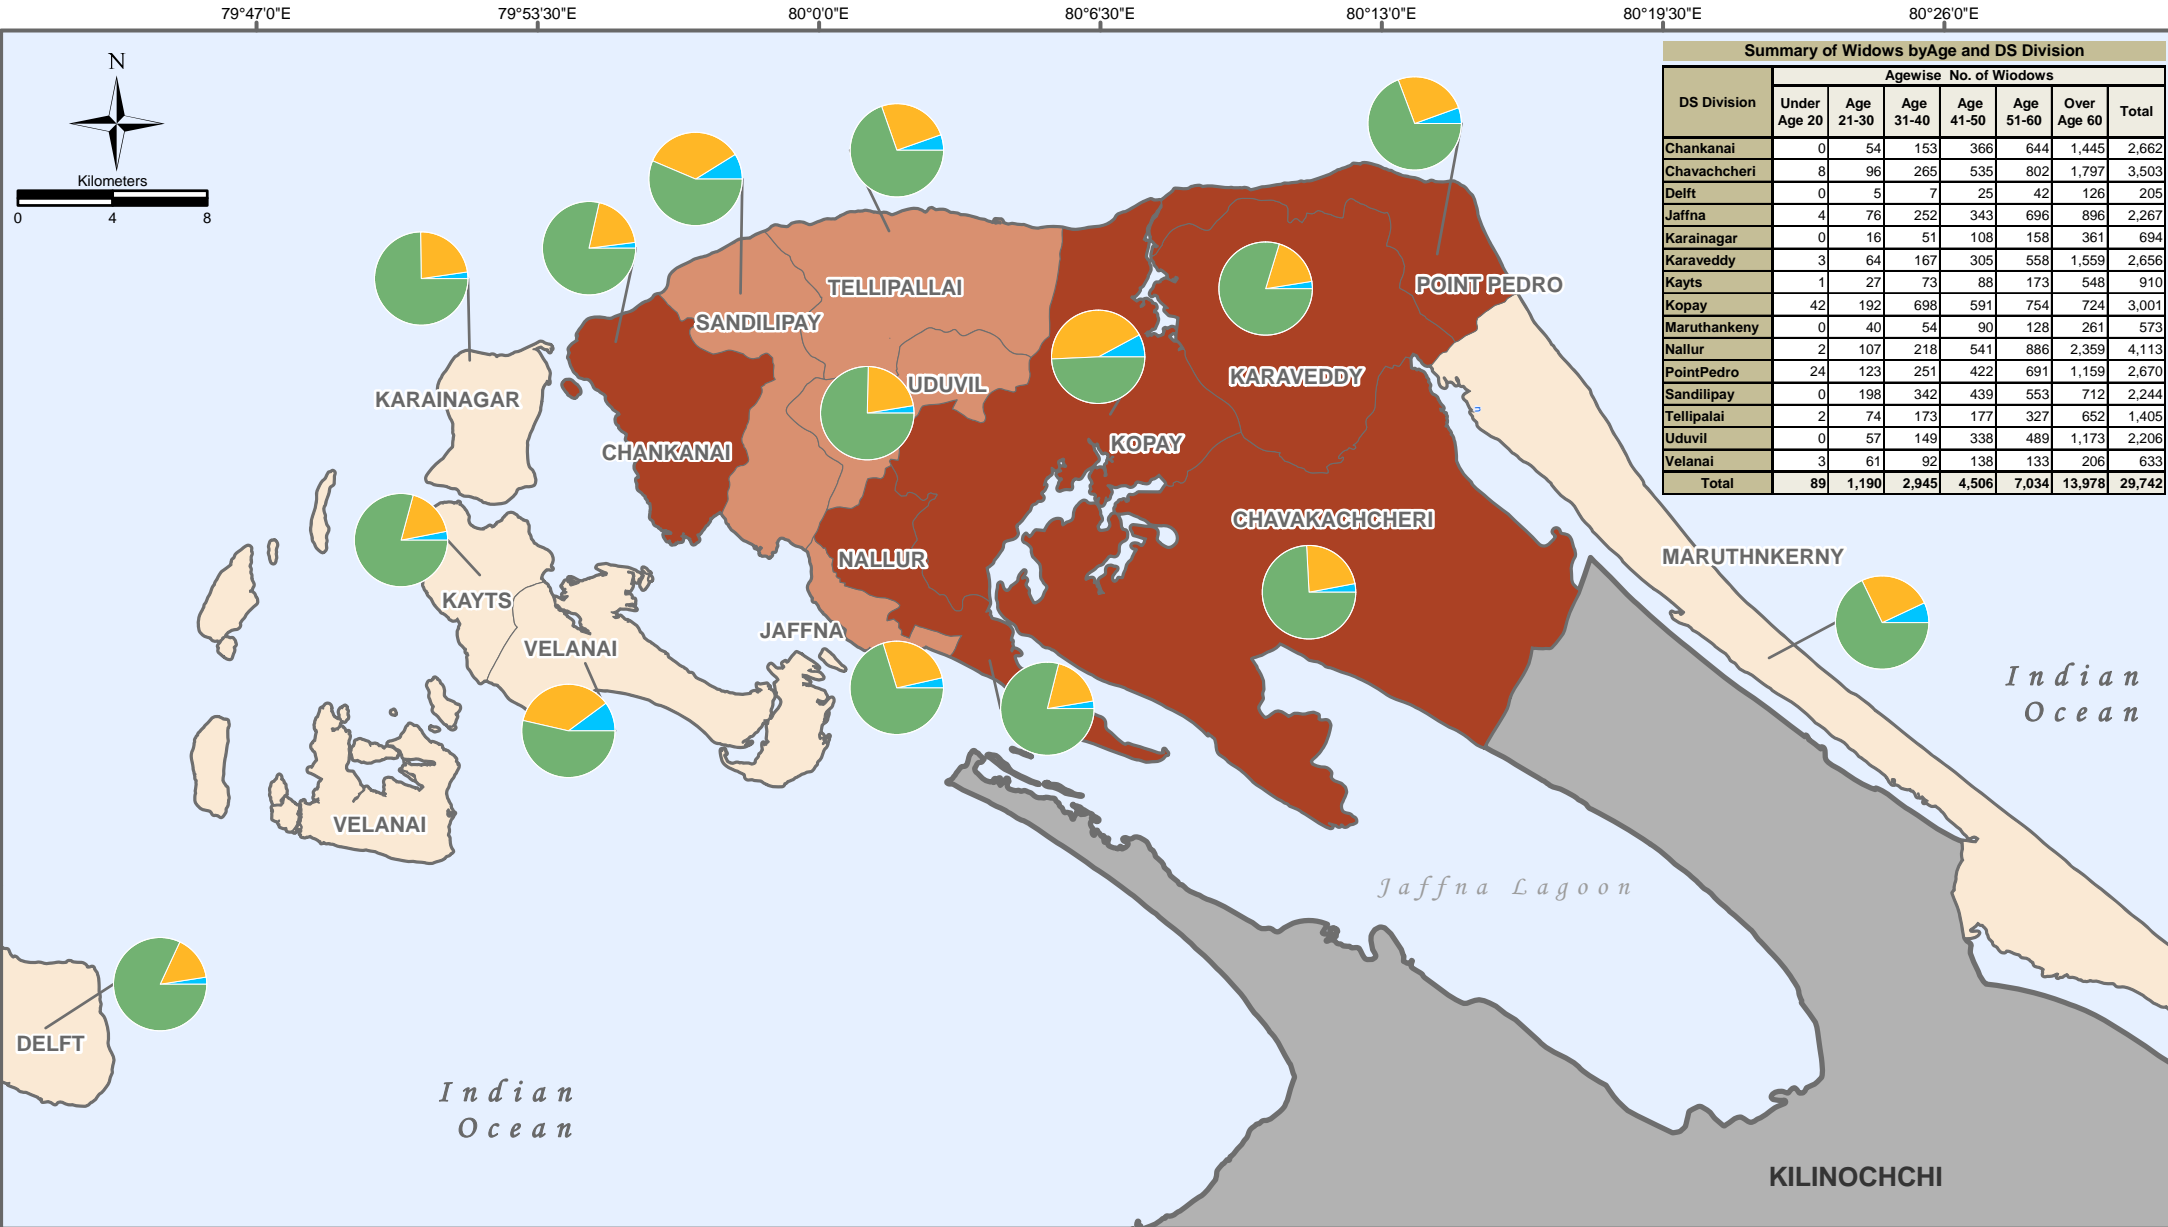 79°47'0"E 79°53'30"E 80°0'0"E 80°6'30"E 80°13'0"E 80°19'30"E 80°26'0"E
N
Kilometers
0 4 8
Summary of Widows byAge and DS Division
DS Division Agewise No. of Wiodows
Under Age 20 Age 21-30 Age 31-40 Age 41-50 Age 51-60 Over Age 60 Total
Chankanai 0 54 153 366 644 1,445 2,662
Chavachcheri 8 96 265 535 802 1,797 3,503
Delft 0 5 7 25 42 126 205
Jaffna 4 76 252 343 696 896 2,267
Karainagar 0 16 51 108 158 361 694
Karaveddy 3 64 167 305 558 1,559 2,656
Kayts 1 27 73 88 173 548 910
Kopay 42 192 698 591 754 724 3,001
Maruthankeny 0 40 54 90 128 261 573
Nallur 2 107 218 541 886 2,359 4,113
PointPedro 24 123 251 422 691 1,159 2,670
Sandilipay 0 198 342 439 553 712 2,244
Tellipalai 2 74 173 177 327 652 1,405
Uduvil 0 57 149 338 489 1,173 2,206
Velanai 3 61 92 138 133 206 633
Total 89 1,190 2,945 4,506 7,034 13,978 29,742
TELLIPALLAI
POINT PEDRO
SANDILIPAY
KARAVEDDY
UDUVIL
KARAINAGAR
KOPAY
CHANKANAI
CHAVAKACHCHERI
NALLUR
MARUTHNKERNY
KAYTS
JAFFNA
VELANAI
Indian
Ocean
VELANAI
Jaffna Lagoon
DELFT
Indian
Ocean
KILINOCHCHI